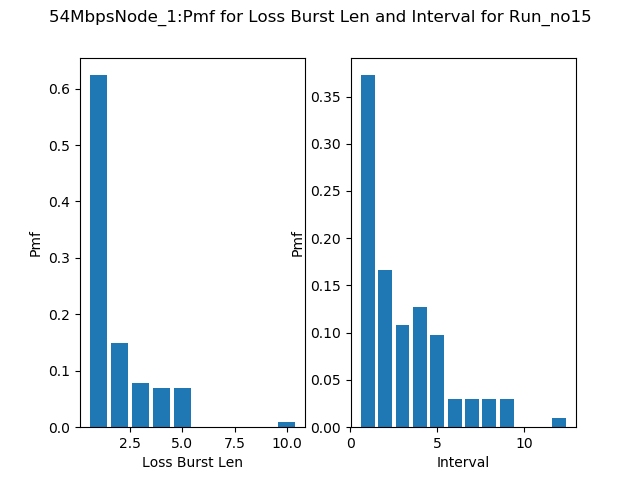 54MbpsNode_1:Pmf for Loss Burst Len and Interval for Run_no15
Pmf
0.6
0.5
0.4
0.3
0.2
0.1
0.0
2.5 5.0 7.5 10.0
Loss Burst Len
Pmf
0.35
0.30
0.25
0.20
0.15
0.10
0.05
0.00
0 5 10
Interval